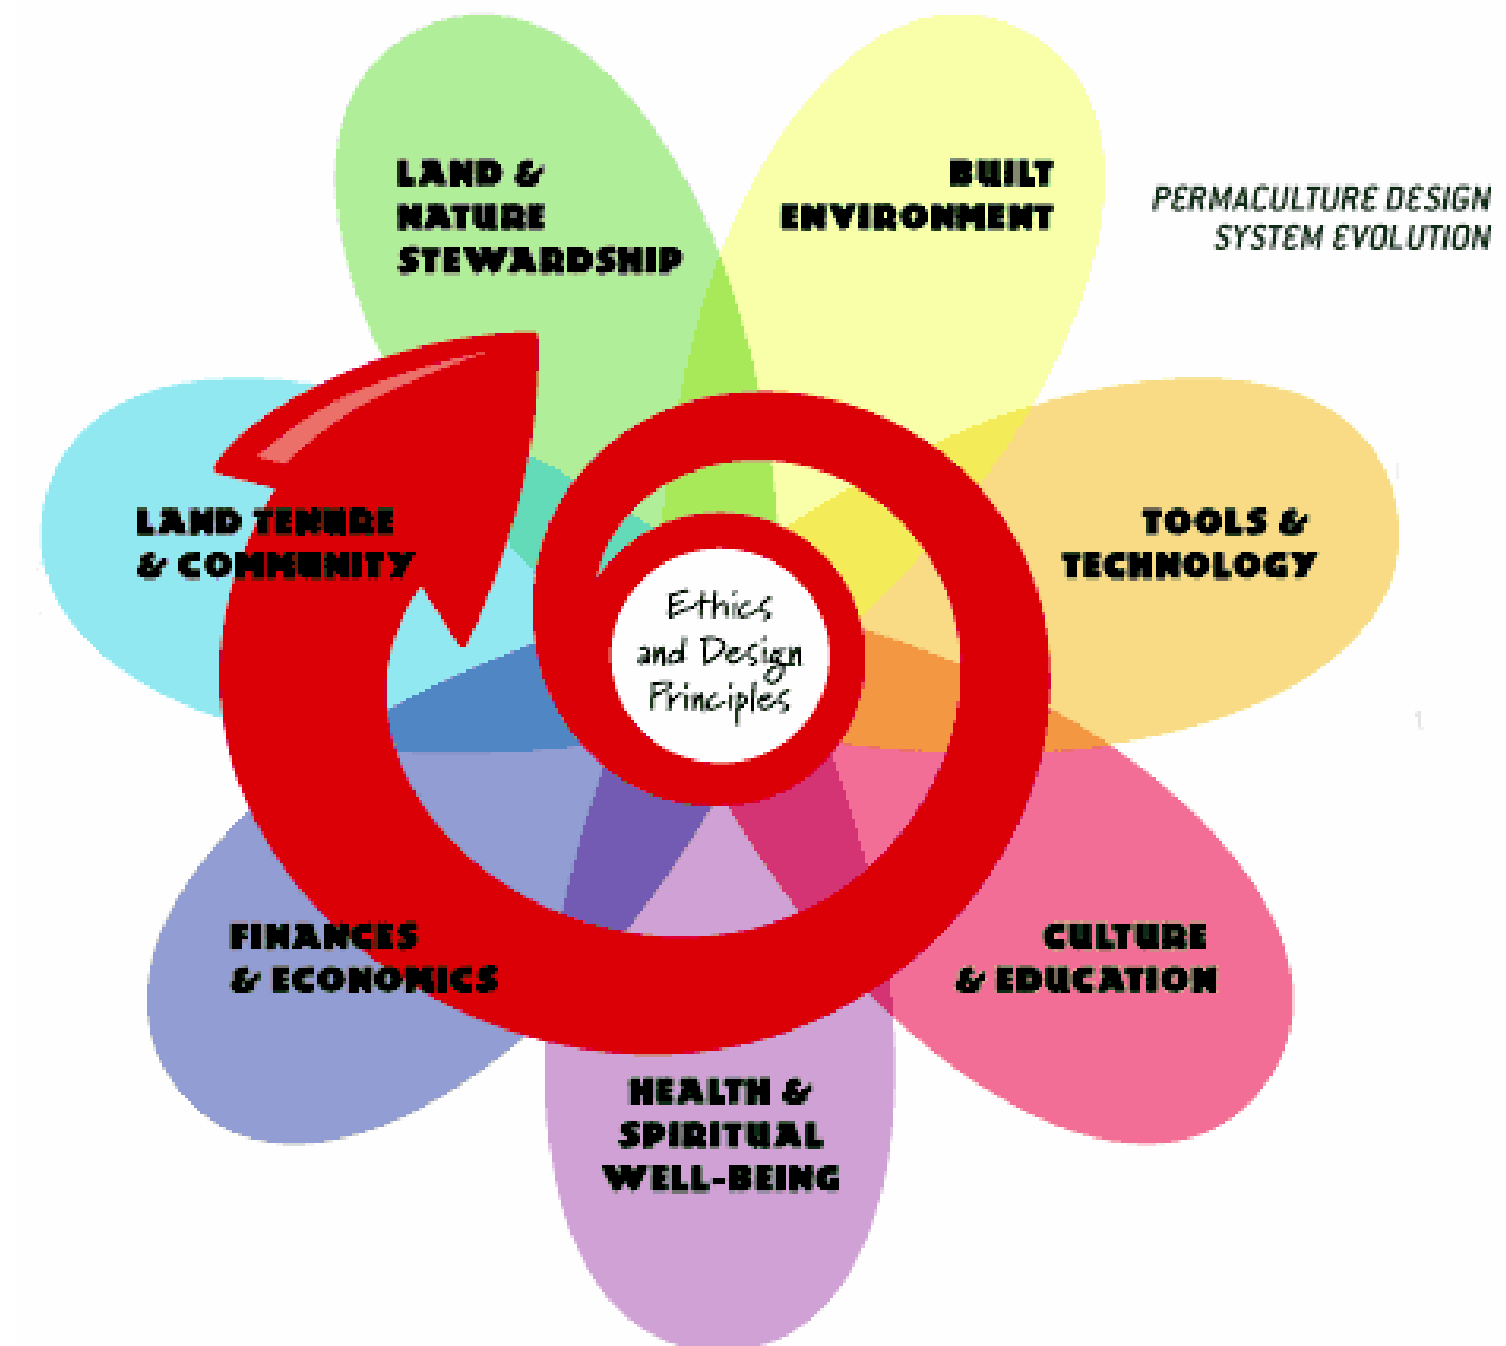 LAND &
NATURE
STEWARDSHIP
BUILT
ENVIRONMENT
PERMACULTURE DESIGN
SYSTEM EVOLUTION
LAND TENURE
& COMMUNITY
TOOLS &
TECHNOLOGY
Ethics
and Design
Principles
FINANCES
& ECONOMICS
CULTURE
& EDUCATION
HEALTH &
SPIRITUAL
WELL-BEING